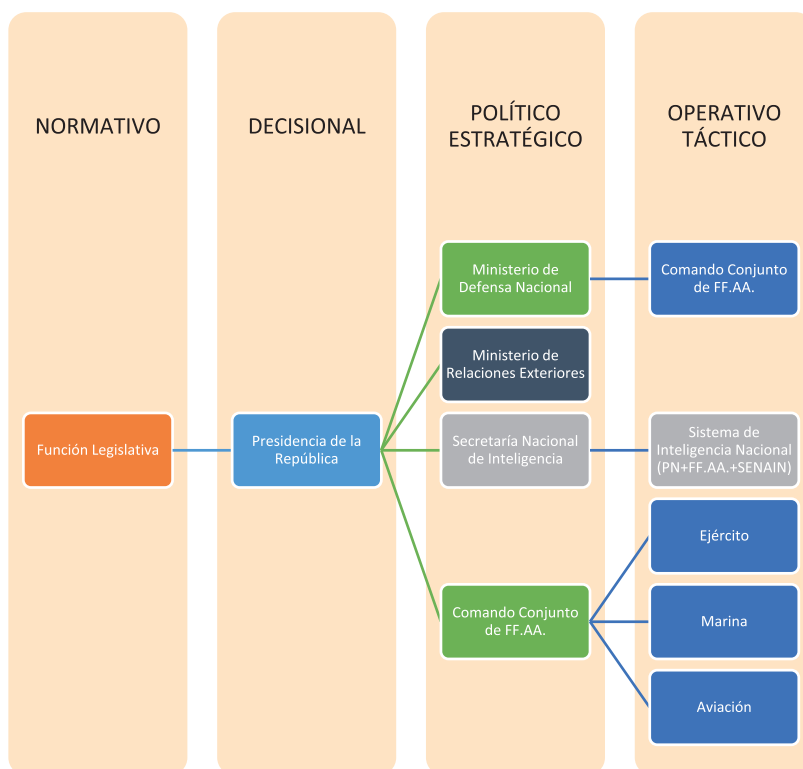 NORMATIVO
DECISIONAL
POLÍTICO
ESTRATÉGICO
OPERATIVO
TÁCTICO
Ministerio de
Defensa Nacional
Comando Conjunto
de FF.AA.
Ministerio de
Relaciones Exteriores
Función Legislativa
Presidencia de la
República
Secretaría Nacional
de Inteligencia
Sistema de
Inteligencia Nacional
(PN+FF.AA.+SENAIN)
Comando Conjunto
de FF.AA.
Ejército
Marina
Aviación